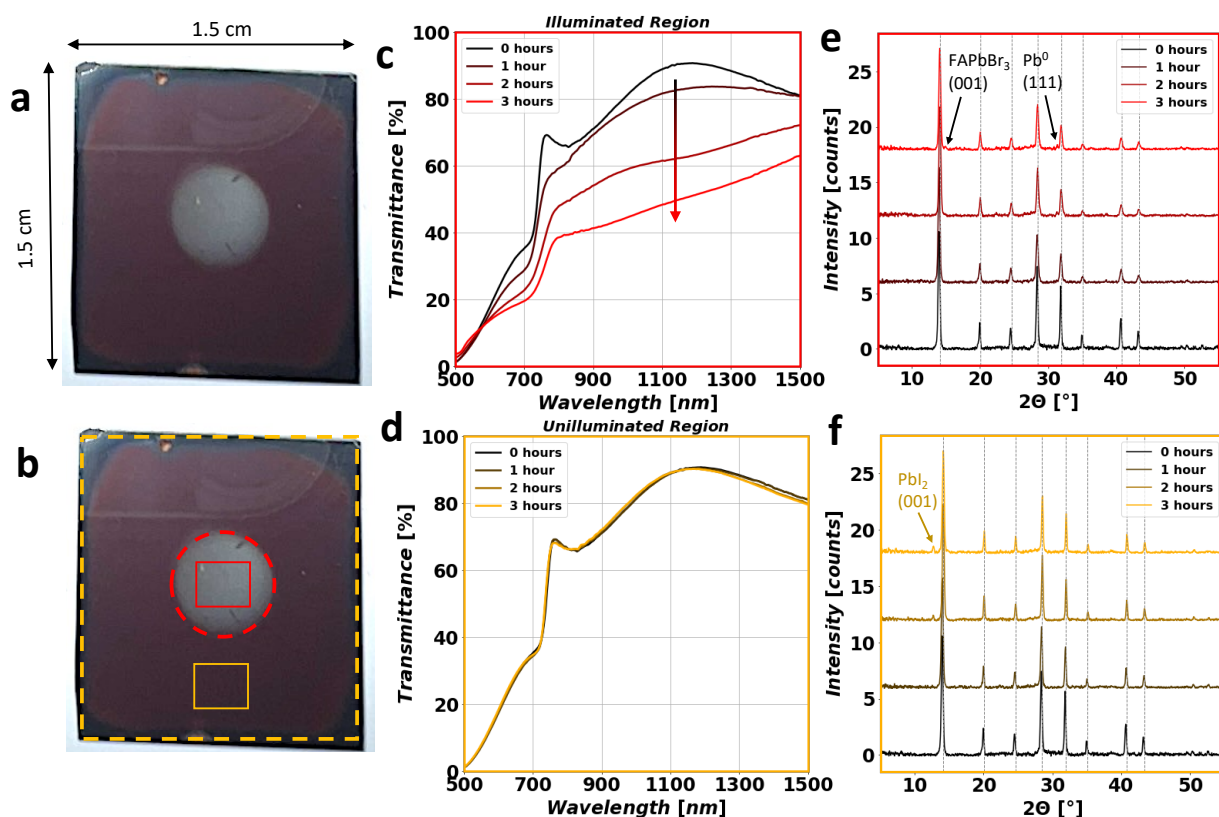 1.5 cm
a
1.5 cm
b
c
Illuminated Region
0 hours
1 hour
2 hours
3 hours
Transmittance [%]
100
80
60
40
20
0
500 700 900 1100 1300 1500
Wavelength [nm]
d
Unilluminated Region
0 hours
1 hour
2 hours
3 hours
Transmittance [%]
100
80
60
40
20
0
500 700 900 1100 1300 1500
Wavelength [nm]
e
FAPbBr₃
(001)
Pb⁰
(111)
0 hours
1 hour
2 hours
3 hours
Intensity [counts]
25
20
15
10
5
0
10 20 30 40 50
2Θ [°]
f
PbI₂
(001)
0 hours
1 hour
2 hours
3 hours
Intensity [counts]
25
20
15
10
5
0
10 20 30 40 50
2Θ [°]